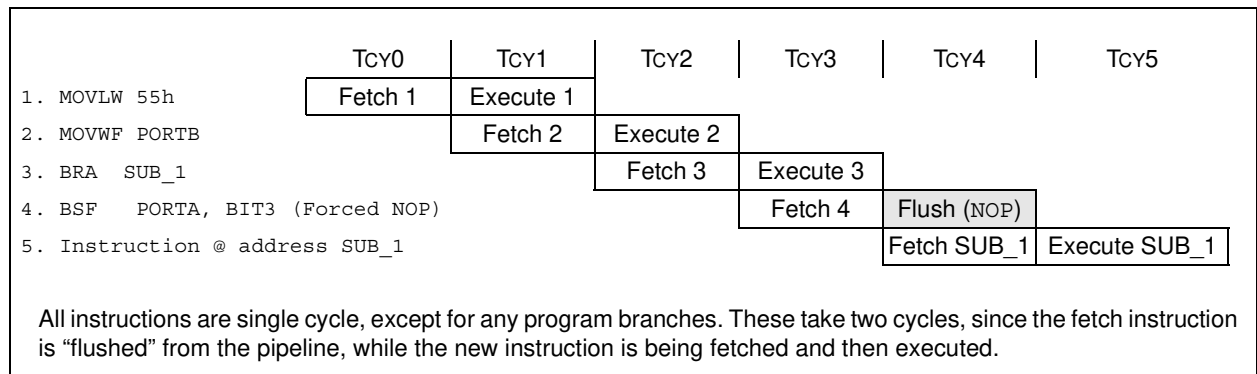 TCY0 TCY1 TCY2 TCY3 TCY4 TCY5
1. MOVLW 55h Fetch 1 Execute 1
2. MOVWF PORTB Fetch 2 Execute 2
3. BRA SUB_1 Fetch 3 Execute 3
4. BSF PORTA, BIT3 (Forced NOP) Fetch 4 Flush (NOP)
5. Instruction @ address SUB_1 Fetch SUB_1 Execute SUB_1
All instructions are single cycle, except for any program branches. These take two cycles, since the fetch instruction
is “flushed” from the pipeline, while the new instruction is being fetched and then executed.